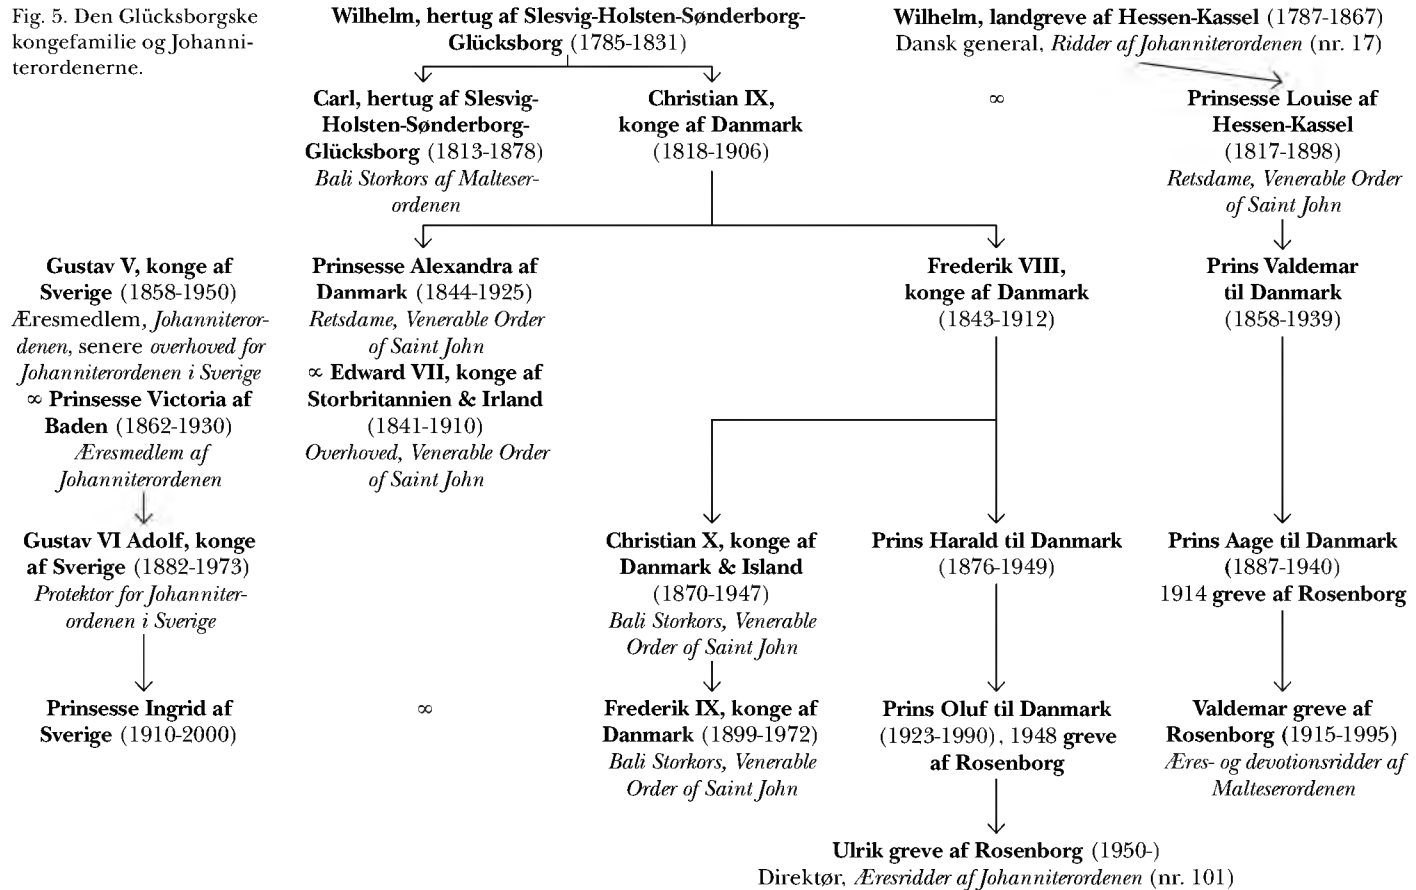 Fig. 5. Den Glücksborgske
kongefamilie og Johanni-
terordenerne.
Wilhelm, hertug af Slesvig-Holsten-Sønderborg-
Glücksborg (1785-1831)
Wilhelm, landgreve af Hessen-Kassel (1787-1867)
Dansk general, Ridder af Johanniterordenen (nr. 17)
Carl, hertug af Slesvig-
Holsten-Sønderborg-
Glücksborg (1813-1878)
Bali Storkors af Malteser-
ordenen
Christian IX,
konge af Danmark
(1818-1906)
∞
Prinsesse Louise af
Hessen-Kassel
(1817-1898)
Retsdame, Venerable Order
of Saint John
Gustav V, konge af
Sverige (1858-1950)
Æresmedlem, Johanniteror-
denen, senere overhoved for
Johanniterordenen i Sverige
∞ Prinsesse Victoria af
Baden (1862-1930)
Æresmedlem af
Johanniterordenen
Prinsesse Alexandra af
Danmark (1844-1925)
Retsdame, Venerable Order
of Saint John
∞ Edward VII, konge af
Storbritannien & Irland
(1841-1910)
Overhoved, Venerable Order
of Saint John
Frederik VIII,
konge af Danmark
(1843-1912)
Prins Valdemar
til Danmark
(1858-1939)
Gustav VI Adolf, konge
af Sverige (1882-1973)
Protektor for Johanniter-
ordenen i Sverige
Christian X, konge af
Danmark & Island
(1870-1947)
Bali Storkors, Venerable
Order of Saint John
Prins Harald til Danmark
(1876-1949)
Prins Aage til Danmark
(1887-1940)
1914 greve af Rosenborg
Prinsesse Ingrid af
Sverige (1910-2000)
∞
Frederik IX, konge af
Danmark (1899-1972)
Bali Storkors, Venerable
Order of Saint John
Prins Oluf til Danmark
(1923-1990), 1948 greve
af Rosenborg
Valdemar greve af
Rosenborg (1915-1995)
Æres- og devotionsridder af
Malteserordenen
Ulrik greve af Rosenborg (1950-)
Direktør, Æresridder af Johanniterordenen (nr. 101)